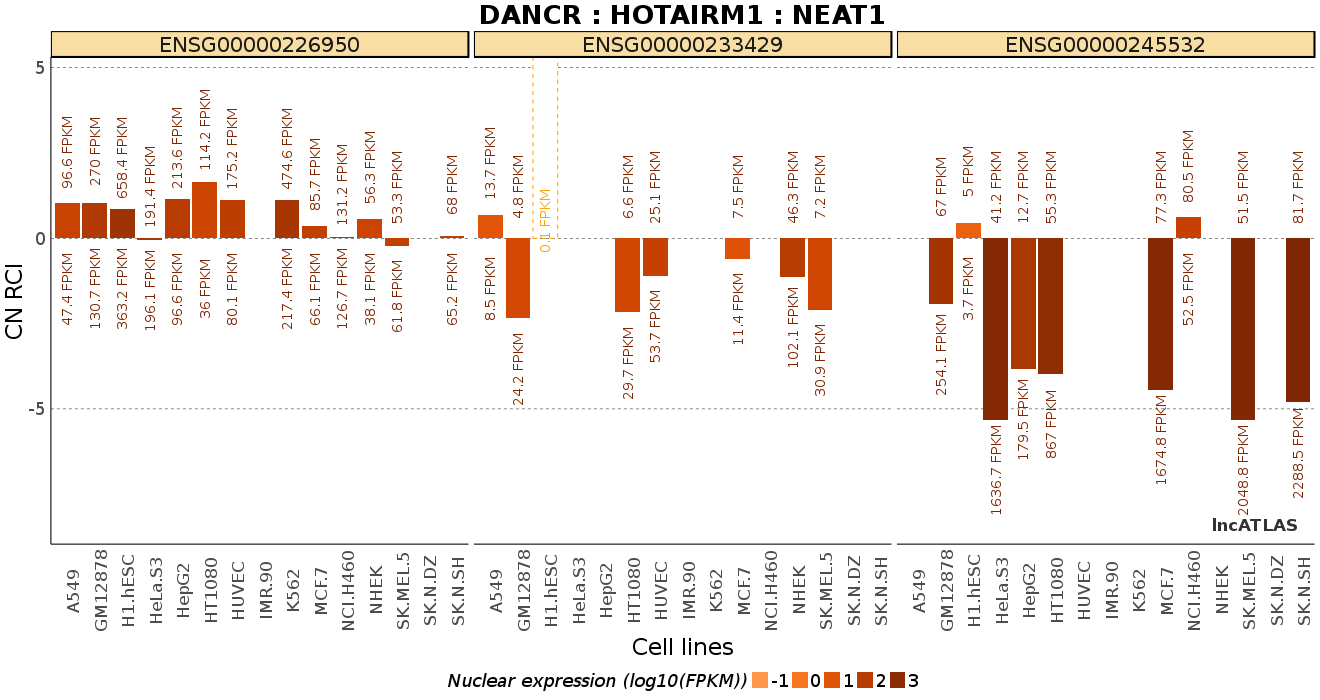 DANCR : HOTAIRM1 : NEAT1
ENSG00000226950 ENSG00000233429 ENSG00000245532
CN RCI
5
0
-5
96.6 FPKM
270 FPKM
658.4 FPKM
191.4 FPKM
213.6 FPKM
114.2 FPKM
175.2 FPKM
474.6 FPKM
85.7 FPKM
131.2 FPKM
56.3 FPKM
53.3 FPKM
68 FPKM
47.4 FPKM
130.7 FPKM
363.2 FPKM
196.1 FPKM
96.6 FPKM
36 FPKM
80.1 FPKM
217.4 FPKM
66.1 FPKM
126.7 FPKM
38.1 FPKM
61.8 FPKM
65.2 FPKM
13.7 FPKM
4.8 FPKM
0.1 FPKM
6.6 FPKM
25.1 FPKM
7.5 FPKM
46.3 FPKM
7.2 FPKM
8.5 FPKM
24.2 FPKM
29.7 FPKM
53.7 FPKM
11.4 FPKM
102.1 FPKM
30.9 FPKM
67 FPKM
5 FPKM
41.2 FPKM
12.7 FPKM
55.3 FPKM
77.3 FPKM
80.5 FPKM
51.5 FPKM
81.7 FPKM
254.1 FPKM
3.7 FPKM
1636.7 FPKM
179.5 FPKM
867 FPKM
1674.8 FPKM
52.5 FPKM
2048.8 FPKM
2288.5 FPKM
lncATLAS
A549
GM12878
H1.hESC
HeLa.S3
HepG2
HT1080
HUVEC
IMR.90
K562
MCF.7
NCI.H460
NHEK
SK.MEL.5
SK.N.DZ
SK.N.SH
A549
GM12878
H1.hESC
HeLa.S3
HepG2
HT1080
HUVEC
IMR.90
K562
MCF.7
NCI.H460
NHEK
SK.MEL.5
SK.N.DZ
SK.N.SH
A549
GM12878
H1.hESC
HeLa.S3
HepG2
HT1080
HUVEC
IMR.90
K562
MCF.7
NCI.H460
NHEK
SK.MEL.5
SK.N.DZ
SK.N.SH
Cell lines
Nuclear expression (log10(FPKM)) -1 0 1 2 3